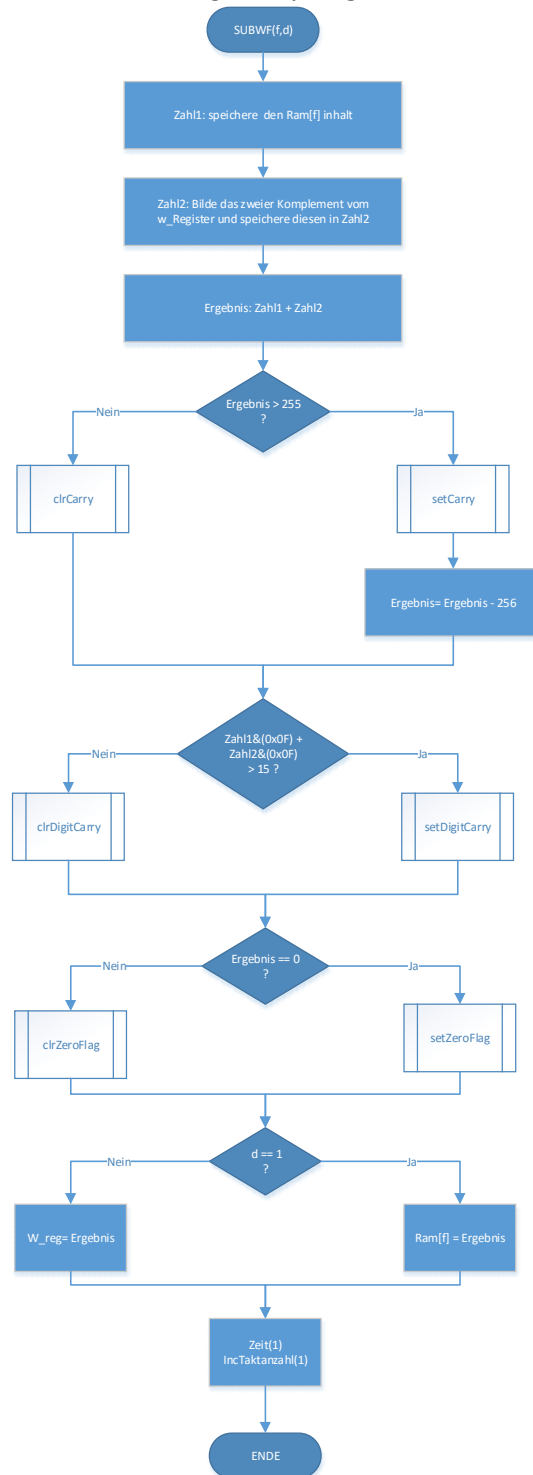 SUBWF(f,d)
Zahl1: speichere den Ram[f] inhalt
Zahl2: Bilde das zweier Komplement vom
w_Register und speichere diesen in Zahl2
Ergebnis: Zahl1 + Zahl2
Ergebnis > 255
?
Nein
Ja
clrCarry
setCarry
Ergebnis= Ergebnis - 256
Zahl1&(0x0F) +
Zahl2&(0x0F)
> 15 ?
Nein
Ja
clrDigitCarry
setDigitCarry
Ergebnis == 0
?
Nein
Ja
clrZeroFlag
setZeroFlag
d == 1
?
Nein
Ja
W_reg= Ergebnis
Ram[f] = Ergebnis
Zeit(1)
IncTaktanzahl(1)
ENDE